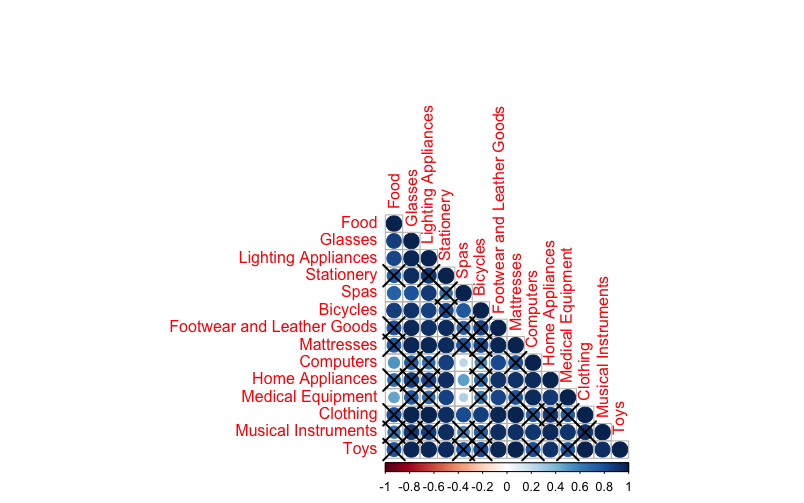 Food
Glasses
Lighting Appliances
Stationery
Spas
Bicycles
Footwear and Leather Goods
Mattresses
Computers
Home Appliances
Medical Equipment
Clothing
Musical Instruments
Toys
Food
Glasses
Lighting Appliances
Stationery
Spas
Bicycles
Footwear and Leather Goods
Mattresses
Computers
Home Appliances
Medical Equipment
Clothing
Musical Instruments
Toys
-1 -0.8 -0.6 -0.4 -0.2 0 0.2 0.4 0.6 0.8 1